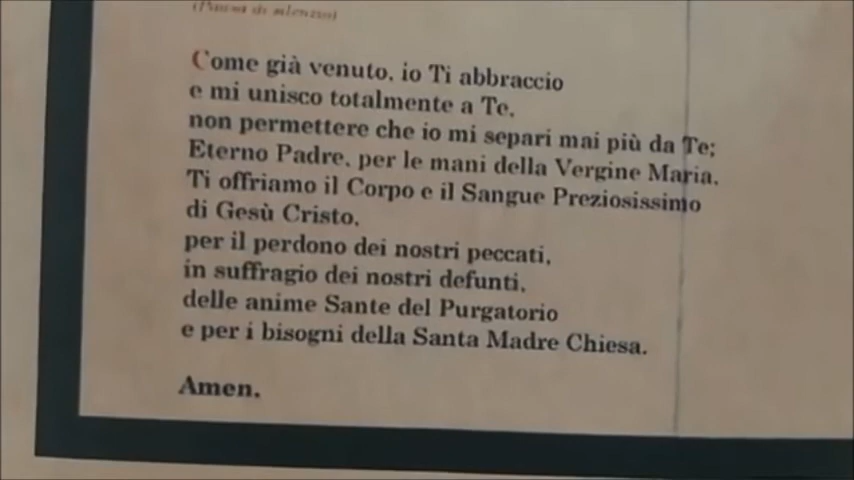 (Pausa di silenzio)
Come già venuto, io Ti abbraccio
e mi unisco totalmente a Te,
non permettere che io mi separi mai più da Te;
Eterno Padre, per le mani della Vergine Maria,
Ti offriamo il Corpo e il Sangue Preziosissimo
di Gesù Cristo,
per il perdono dei nostri peccati,
in suffragio dei nostri defunti,
delle anime Sante del Purgatorio
e per i bisogni della Santa Madre Chiesa.
Amen.